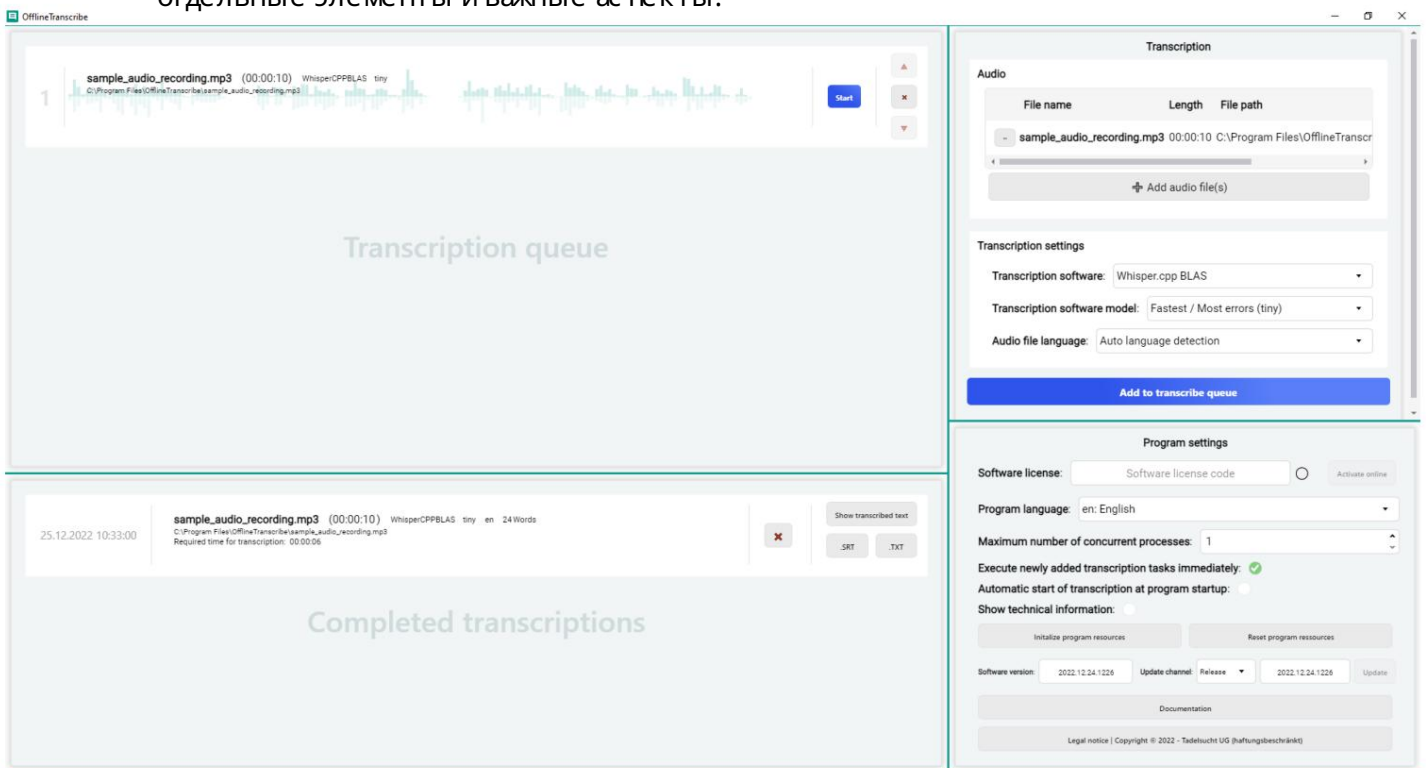 отдельные элементы и важные аспекты.
OfflineTranscribe
1
sample_audio_recording.mp3 (00:00:10) WhisperCPPBLAS tiny
C:\Program Files\OfflineTranscribe\sample_audio_recording.mp3
Start
Transcription queue
25.12.2022 10:33:00
sample_audio_recording.mp3 (00:00:10) WhisperCPPBLAS tiny en 24 Words
C:\Program Files\OfflineTranscribe\sample_audio_recording.mp3
Required time for transcription: 00:00:06
Show transcribed text
.SRT .TXT
Completed transcriptions
Transcription
Audio
File name Length File path
- sample_audio_recording.mp3 00:00:10 C:\Program Files\OfflineTranscr
Add audio file(s)
Transcription settings
Transcription software: Whisper.cpp BLAS
Transcription software model: Fastest / Most errors (tiny)
Audio file language: Auto language detection
Add to transcribe queue
Program settings
Software license: Software license code Activate online
Program language: en: English
Maximum number of concurrent processes: 1
Execute newly added transcription tasks immediately:
Automatic start of transcription at program startup:
Show technical information:
Initalize program resources Reset program ressources
Software version: 2022.12.24.1226 Update channel: Release 2022.12.24.1226 Update
Documentation
Legal notice | Copyright © 2022 - Tadelsucht UG (haftungsbeschränkt)